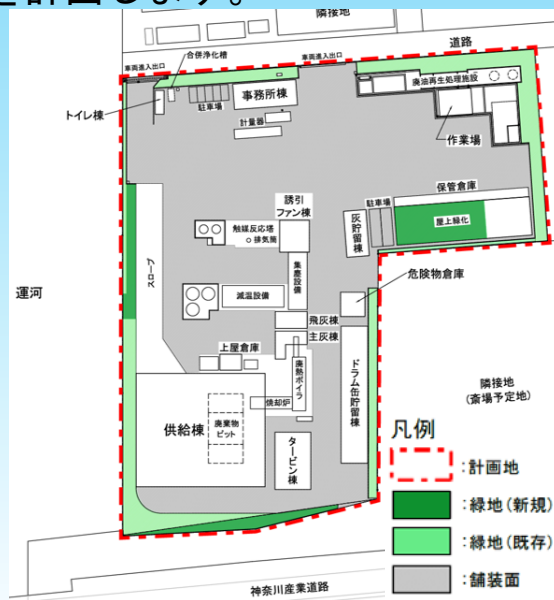 計画します。
隣接地
道路
車両進入出口
合併浄化槽
車両進入出口
廃油再生処理施設
トイレ棟
駐車場
事務所棟
計量器
作業場
保管倉庫
誘引
ファン棟
駐車場
灰貯留棟
屋上緑化
触媒反応塔
排気筒
集塵設備
危険物倉庫
運河
スロープ
減温設備
飛灰棟
主灰棟
上屋倉庫
廃熱ボイラ
ドラム缶貯留棟
隣接地
(斎場予定地)
焼却炉
供給棟
廃棄物
ピット
タービン棟
凡例
:計画地
:緑地(新規)
:緑地(既存)
:舗装面
神奈川産業道路